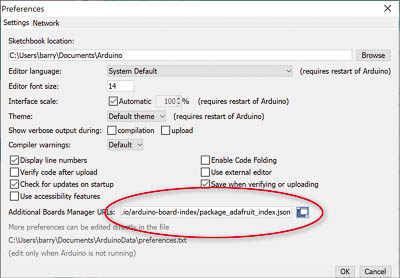 Preferences
Settings Network
Sketchbook location:
C:\Users\barry\Documents\Arduino Browse
Editor language: System Default (requires restart of Arduino)
Editor font size: 14
Interface scale: Automatic 100 % (requires restart of Arduino)
Theme: Default theme (requires restart of Arduino)
Show verbose output during: compilation upload
Compiler warnings: Default
Display line numbers Enable Code Folding
Verify code after upload Use external editor
Check for updates on startup Save when verifying or uploading
Use accessibility features
Additional Boards Manager URLs: .io/arduino-board-index/package_adafruit_index.json
More preferences can be edited directly in the file
C:\Users\barry\Documents\ArduinoData\preferences.txt
(edit only when Arduino is not running)
OK Cancel